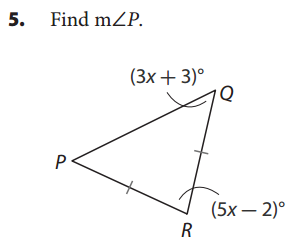 5. Find m∠P.
(3x + 3)°
Q
P
(5x – 2)°
R